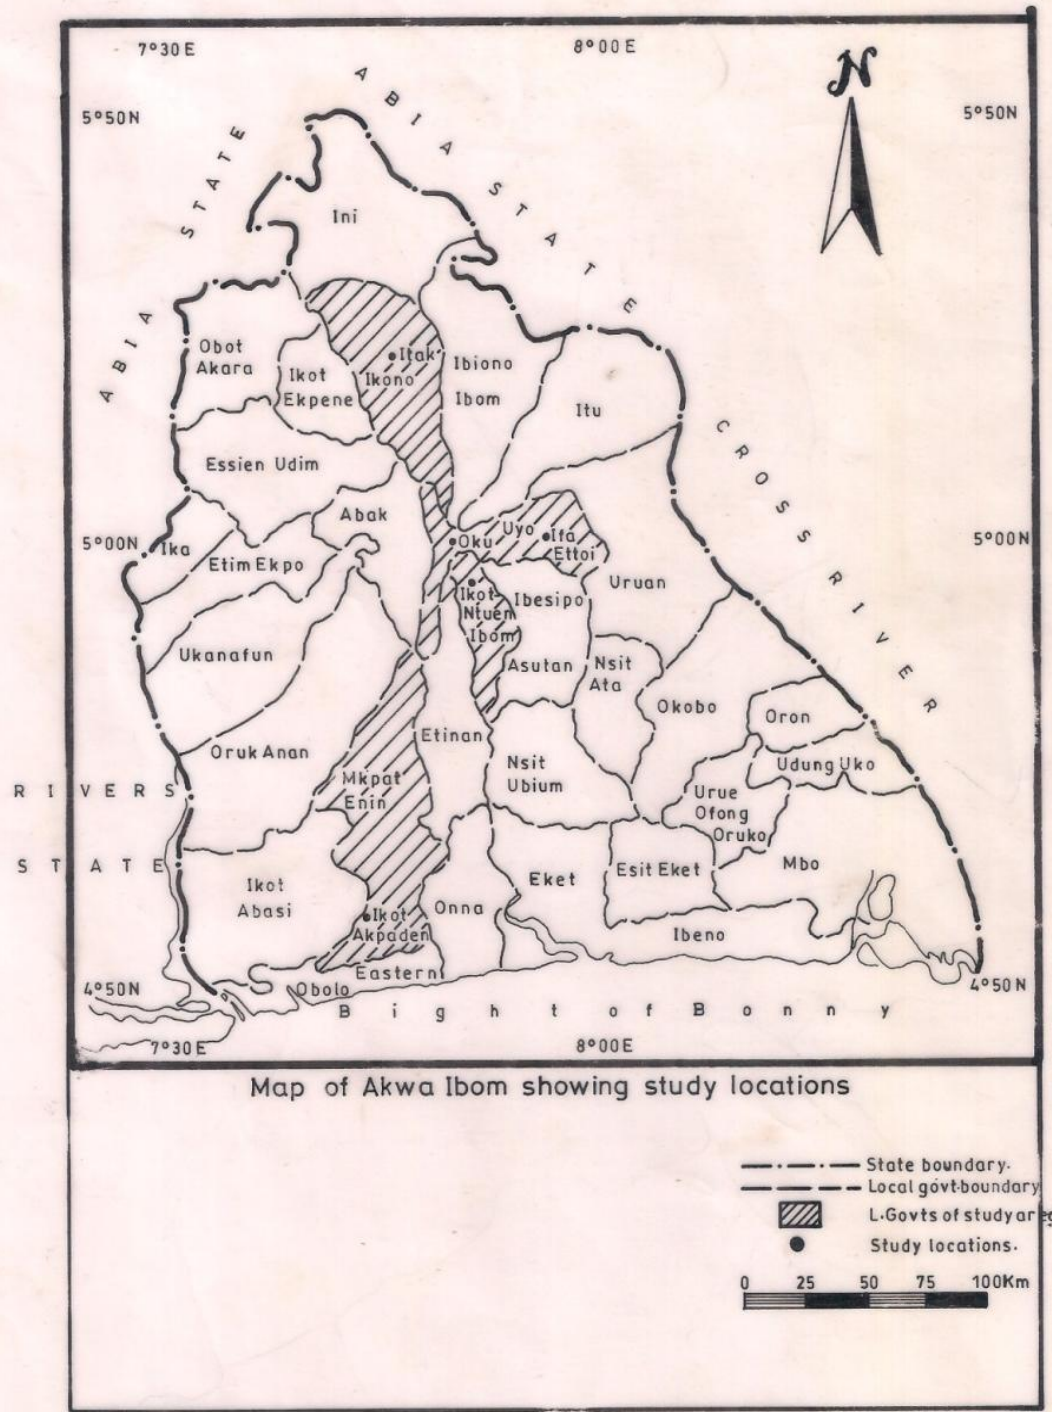 7°30E
8°00E
N
5°50N
5°50N
ABIA STATE
ABIA STATE
Ini
Obot
Akara
Ikot
Ekpene
Itak
Ikono
Ibiono
Ibom
Itu
CROSS RIVER
Essien Udim
Abak
5°00N
Ika
Etim Ekpo
Oku
Uyo
Ifa
Ettoi
5°00N
Uruan
Ikot
Ntuen
Ibom
Ibesipo
Asutan
Ukanafun
Nsit
Ata
Okobo
Oron
Oruk Anan
Etinan
Nsit
Ubium
Udung Uko
RIVERS
STATE
Mkpat
Enin
Urue
Ofong
Oruko
Mbo
Ikot
Abasi
Eket
Esit Eket
Onna
Ikot
Akpaden
Ibeno
Eastern
Obolo
4°50N
4°50N
Bight of Bonny
7°30E
8°00E
Map of Akwa Ibom showing study locations
State boundary.
Local govt.boundary
L.Govts of study area
Study locations.
0 25 50 75 100Km